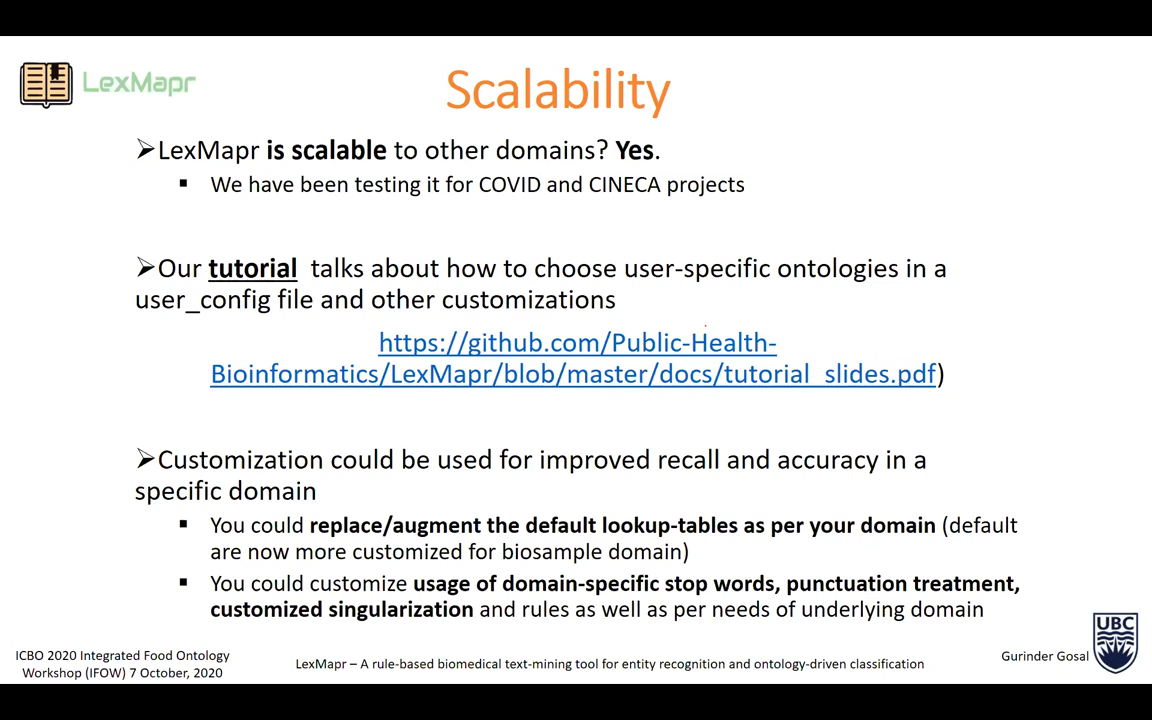 LexMapr
Scalability
➢LexMapr is scalable to other domains? Yes.
▪ We have been testing it for COVID and CINECA projects
➢Our tutorial talks about how to choose user-specific ontologies in a
user_config file and other customizations
https://github.com/Public-Health-
Bioinformatics/LexMapr/blob/master/docs/tutorial_slides.pdf)
➢Customization could be used for improved recall and accuracy in a
specific domain
▪ You could replace/augment the default lookup-tables as per your domain (default
are now more customized for biosample domain)
▪ You could customize usage of domain-specific stop words, punctuation treatment,
customized singularization and rules as well as per needs of underlying domain
ICBO 2020 Integrated Food Ontology
Workshop (IFOW) 7 October, 2020
LexMapr – A rule-based biomedical text-mining tool for entity recognition and ontology-driven classification
Gurinder Gosal
UBC